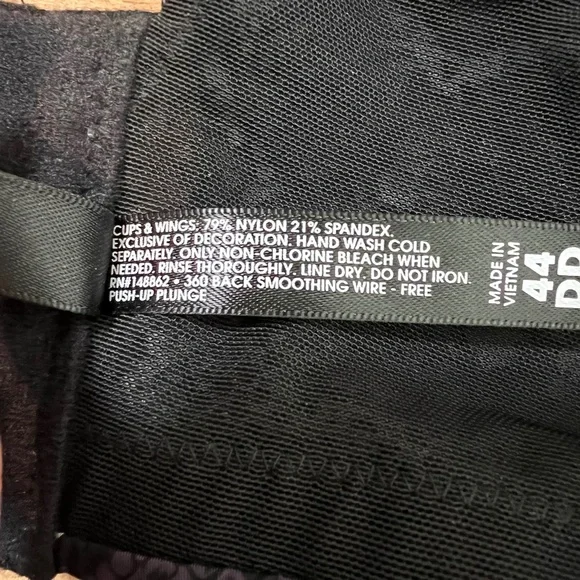 CUPS & WINGS: 79% NYLON 21% SPANDEX.
EXCLUSIVE OF DECORATION. HAND WASH COLD
SEPARATELY. ONLY NON-CHLORINE BLEACH WHEN
NEEDED. RINSE THOROUGHLY. LINE DRY. DO NOT IRON.
RN#148862 • 360 BACK SMOOTHING WIRE - FREE
PUSH-UP PLUNGE
MADE IN
VIETNAM
44
DD